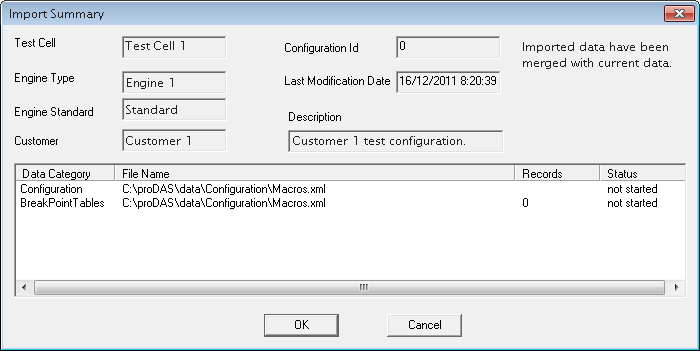 Import Summary
Test Cell Test Cell 1 Configuration Id 0 Imported data have been
merged with current data.
Engine Type Engine 1 Last Modification Date 16/12/2011 8:20:39
Engine Standard Standard Description
Customer Customer 1 Customer 1 test configuration.
Data Category File Name Records Status
Configuration C:\proDAS\data\Configuration\Macros.xml not started
BreakPointTables C:\proDAS\data\Configuration\Macros.xml 0 not started
OK Cancel